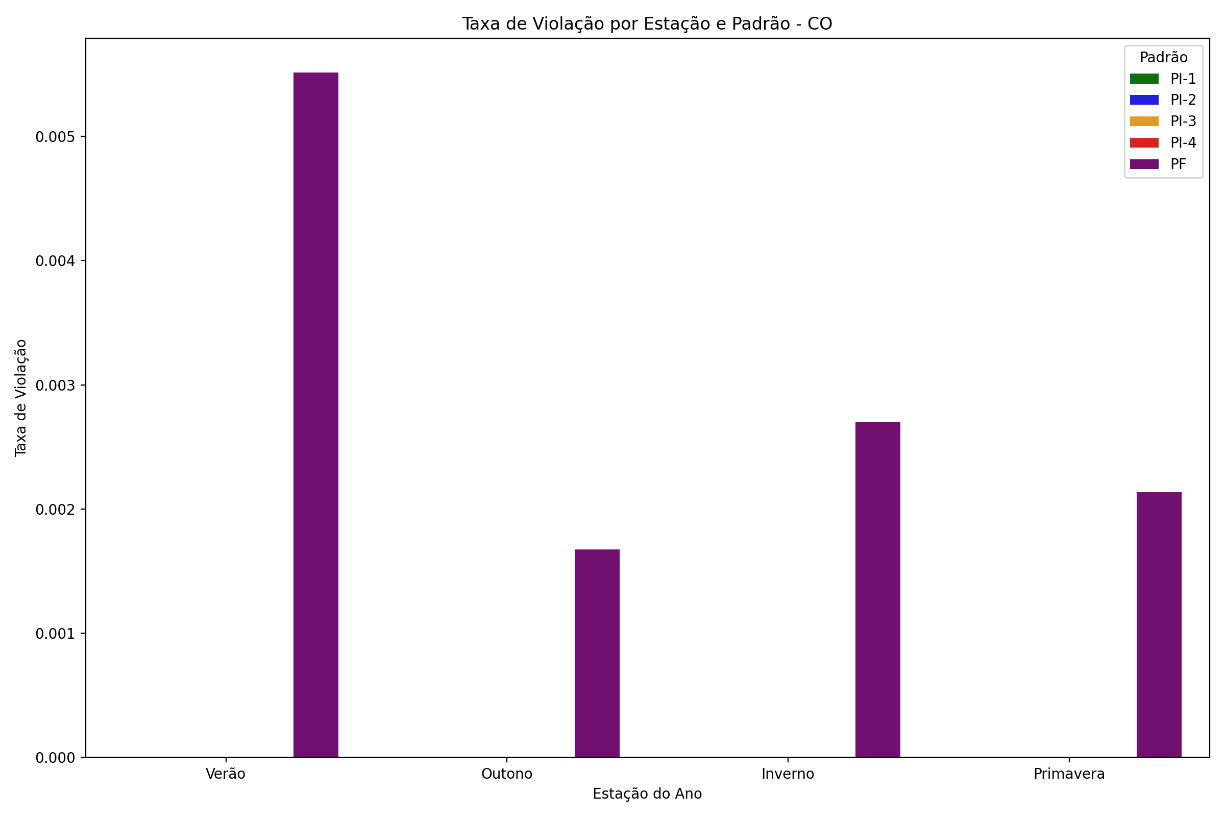 Taxa de Violação por Estação e Padrão - CO
Padrão
PI-1
PI-2
PI-3
PI-4
PF
Taxa de Violação
0.005
0.004
0.003
0.002
0.001
0.000
Verão
Outono
Inverno
Primavera
Estação do Ano